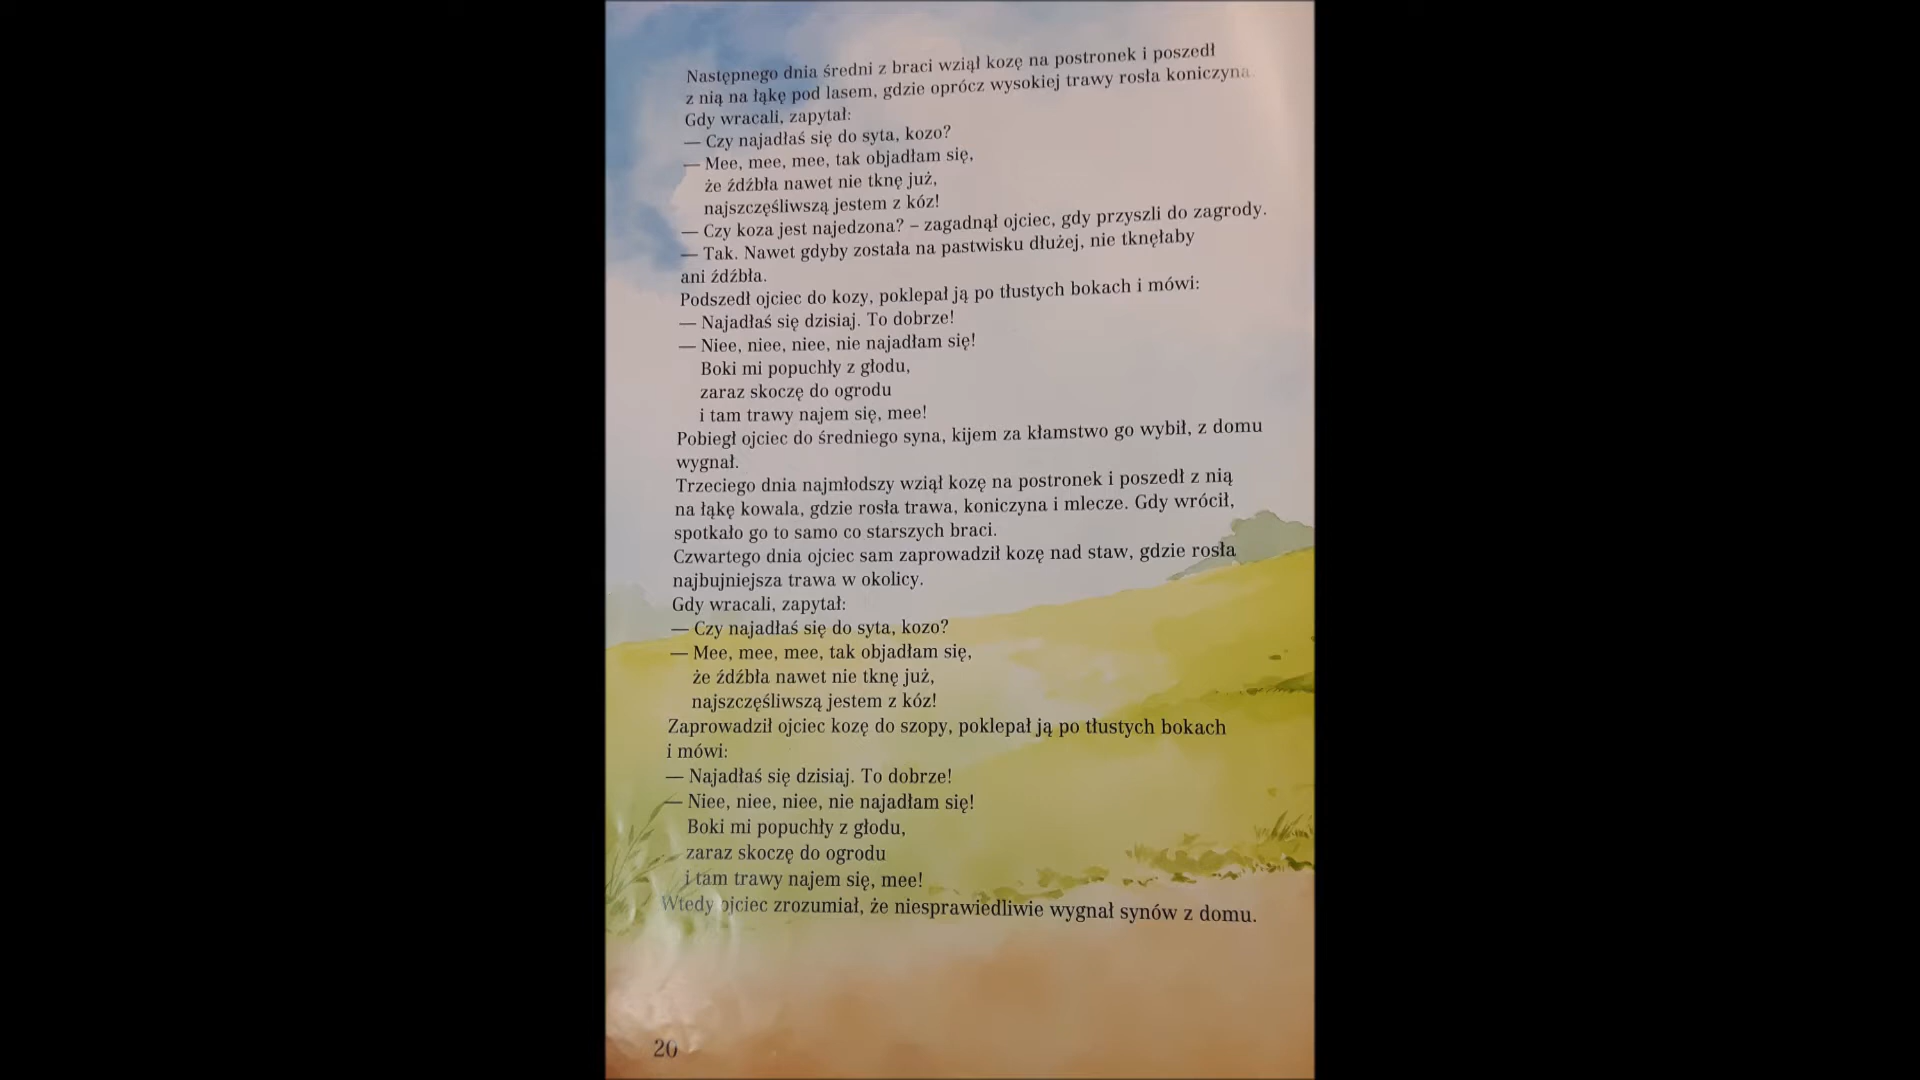 Następnego dnia średni z braci wziął kozę na postronek i poszedł
z nią na łąkę pod lasem, gdzie oprócz wysokiej trawy rosła koniczyna.
Gdy wracali, zapytał:
— Czy najadłaś się do syta, kozo?
— Mee, mee, mee, tak objadłam się,
że źdźbła nawet nie tknę już,
najszczęśliwszą jestem z kóz!
— Czy koza jest najedzona? – zagadnął ojciec, gdy przyszli do zagrody.
— Tak. Nawet gdyby została na pastwisku dłużej, nie tknęłaby
ani źdźbła.
Podszedł ojciec do kozy, poklepał ją po tłustych bokach i mówi:
— Najadłaś się dzisiaj. To dobrze!
— Niee, niee, niee, nie najadłam się!
Boki mi popuchły z głodu,
zaraz skoczę do ogrodu
i tam trawy najem się, mee!
Pobiegł ojciec do średniego syna, kijem za kłamstwo go wybił, z domu
wygnał.
Trzeciego dnia najmłodszy wziął kozę na postronek i poszedł z nią
na łąkę kowala, gdzie rosła trawa, koniczyna i mlecze. Gdy wrócił,
spotkało go to samo co starszych braci.
Czwartego dnia ojciec sam zaprowadził kozę nad staw, gdzie rosła
najbujniejsza trawa w okolicy.
Gdy wracali, zapytał:
— Czy najadłaś się do syta, kozo?
— Mee, mee, mee, tak objadłam się,
że źdźbła nawet nie tknę już,
najszczęśliwszą jestem z kóz!
Zaprowadził ojciec kozę do szopy, poklepał ją po tłustych bokach
i mówi:
— Najadłaś się dzisiaj. To dobrze!
— Niee, niee, niee, nie najadłam się!
Boki mi popuchły z głodu,
zaraz skoczę do ogrodu
i tam trawy najem się, mee!
Wtedy ojciec zrozumiał, że niesprawiedliwie wygnał synów z domu.
20